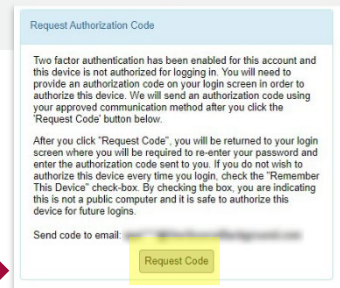 Request Authorization Code
Two factor authentication has been enabled for this account and
this device is not authorized for logging in. You will need to
provide an authorization code on your login screen in order to
authorize this device. We will send an authorization code using
your approved communication method after you click the
'Request Code' button below.
After you click "Request Code", you will be returned to your login
screen where you will be required to re-enter your password and
enter the authorization code sent to you. If you do not wish to
authorize this device every time you login, check the "Remember
This Device" check-box. By checking the box, you are indicating
this is not a public computer and it is safe to authorize this
device for future logins.
Send code to email:
Request Code